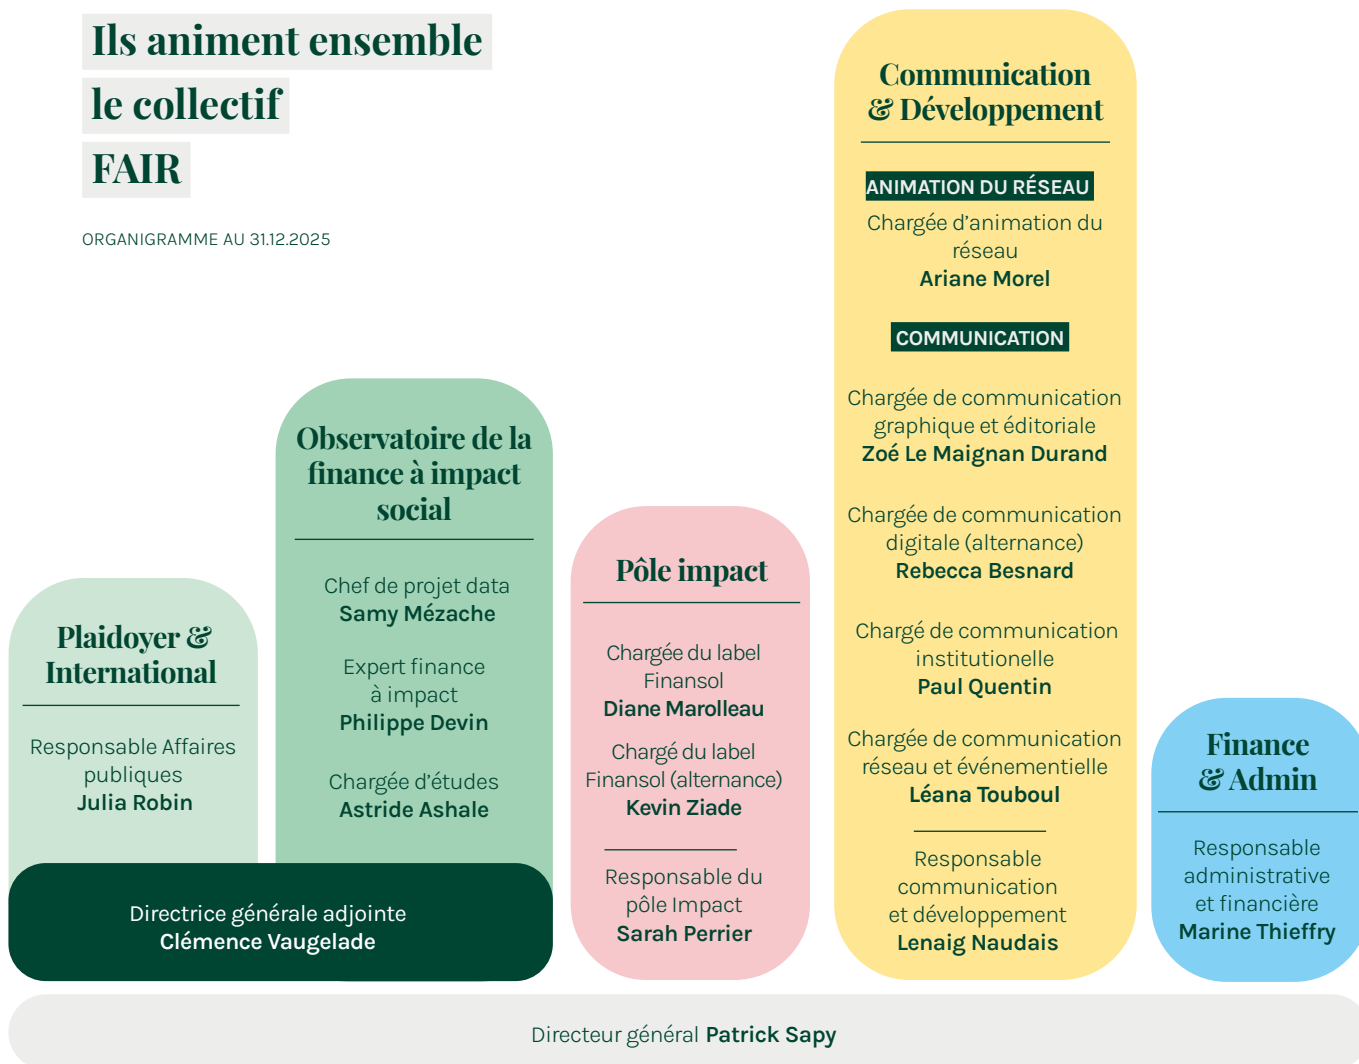 Ils animent ensemble
le collectif
FAIR
ORGANIGRAMME AU 31.12.2025
Plaidoyer &
International
Responsable Affaires
publiques
Julia Robin
Observatoire de la
finance à impact
social
Chef de projet data
Samy Mézache
Expert finance
à impact
Philippe Devin
Chargée d'études
Astride Ashale
Directrice générale adjointe
Clémence Vaugelade
Pôle impact
Chargée du label
Finansol
Diane Marolleau
Chargé du label
Finansol (alternance)
Kevin Ziade
Responsable du
pôle Impact
Sarah Perrier
Communication
& Développement
ANIMATION DU RÉSEAU
Chargée d'animation du
réseau
Ariane Morel
COMMUNICATION
Chargée de communication
graphique et éditoriale
Zoé Le Maignan Durand
Chargée de communication
digitale (alternance)
Rebecca Besnard
Chargé de communication
institutionelle
Paul Quentin
Chargée de communication
réseau et événementielle
Léana Touboul
Responsable
communication
et développement
Lenaig Naudais
Finance
& Admin
Responsable
administrative
et financière
Marine Thieffry
Directeur général Patrick Sapy